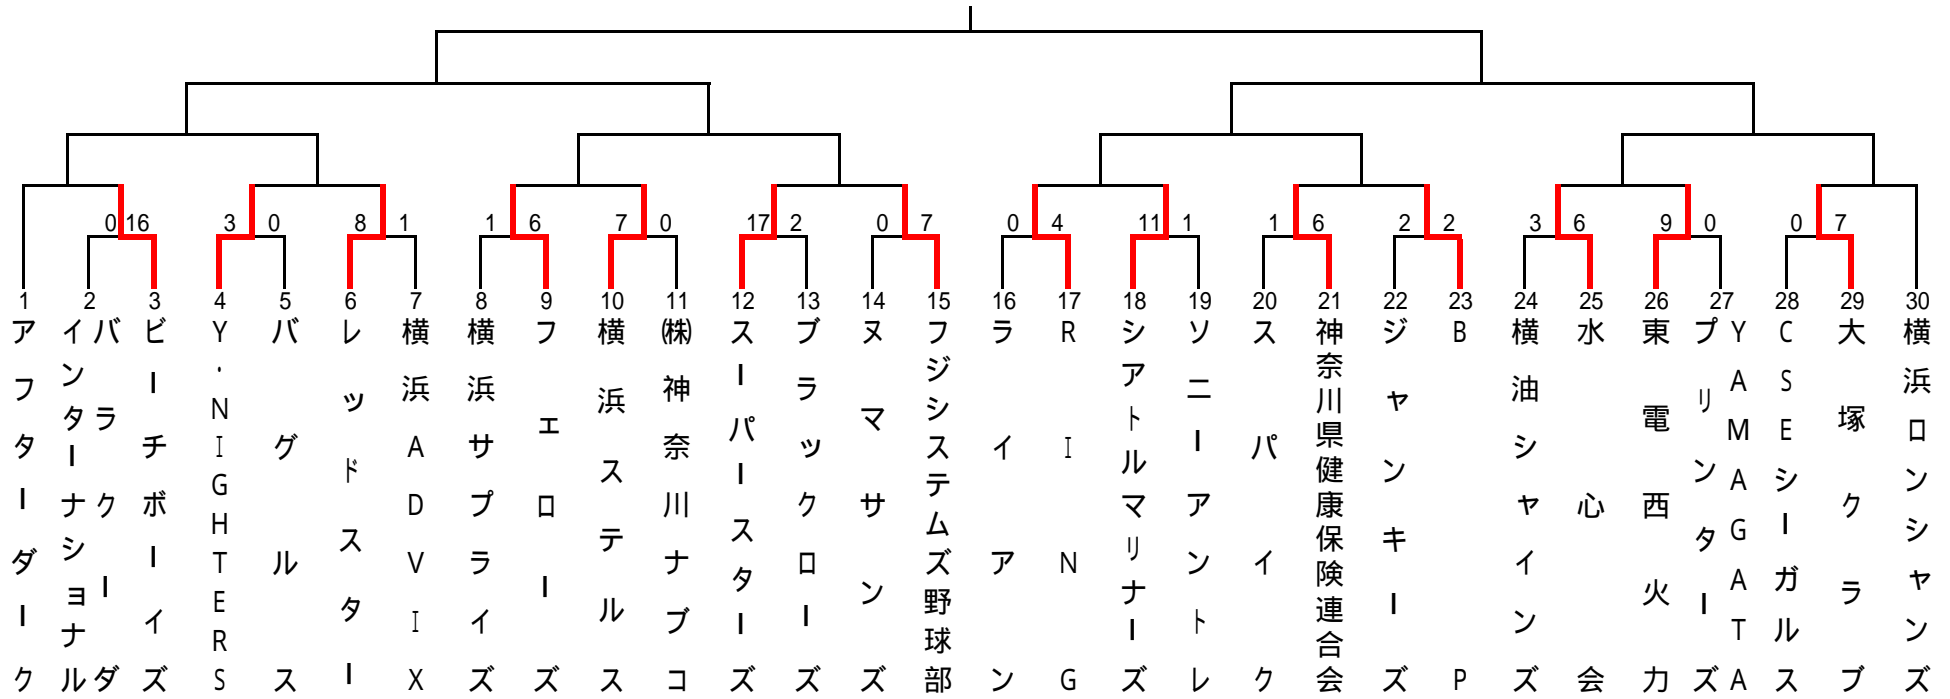 0 16 3 0 8 1 1 6 7 0 17 2 0 7 0 4 11 1 1 6 2 2 3 6 9 0 0 7
1 2 3 4 5 6 7 8 9 10 11 12 13 14 15 16 17 18 19 20 21 22 23 24 25 26 27 28 29 30
アフターダーク
バラクーダ
インターナショナル
ビーチボーイズ
Y・NIGHTERS
バグルス
レッドスター
横浜ADVIX
横浜サプライズ
フェローズ
横浜ステルス
㈱神奈川ナブコ
スーパースターズ
ブラックローズ
ヌマサンズ
フジシステムズ野球部
ライアン
RING
シアトルマリナーズ
ソニーアントレ
スパイク
神奈川県健康保険連合会
ジャンキーズ
BP
横油シャインズ
水心会
東電西火力
YAMAGATA
プリンターズ
CSEシーガルス
大塚クラブ
横浜ロンシャンズ